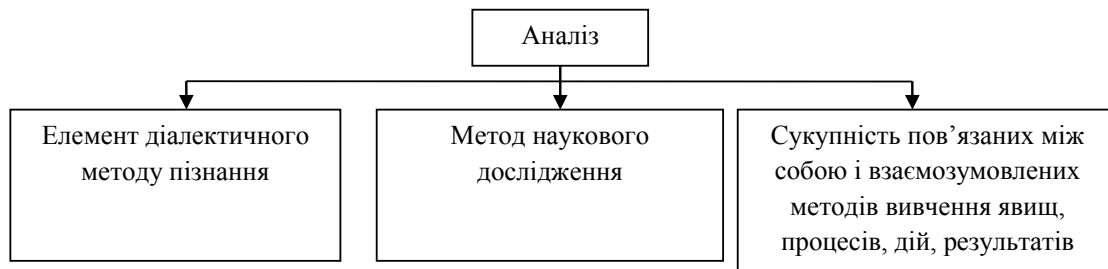 Аналіз
Елемент діалектичного
методу пізнання
Метод наукового
дослідження
Сукупність пов’язаних між
собою і взаємозумовлених
методів вивчення явищ,
процесів, дій, результатів